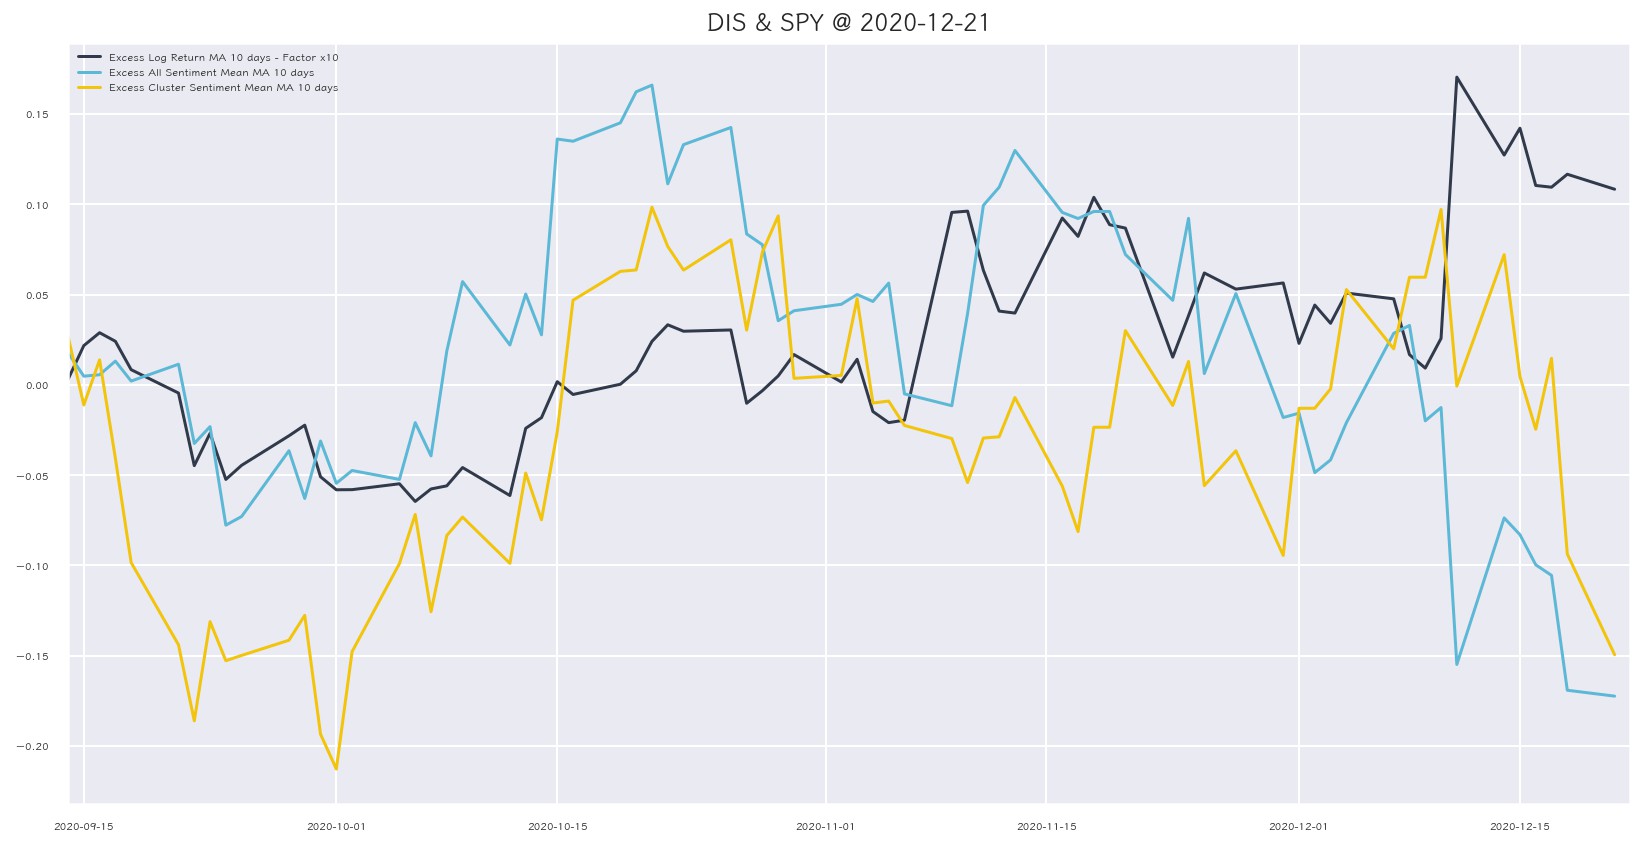 DIS & SPY @ 2020-12-21
Excess Log Return MA 10 days - Factor x10
Excess All Sentiment Mean MA 10 days
Excess Cluster Sentiment Mean MA 10 days
0.15
0.10
0.05
0.00
−0.05
−0.10
−0.15
−0.20
2020-09-15 2020-10-01 2020-10-15 2020-11-01 2020-11-15 2020-12-01 2020-12-15